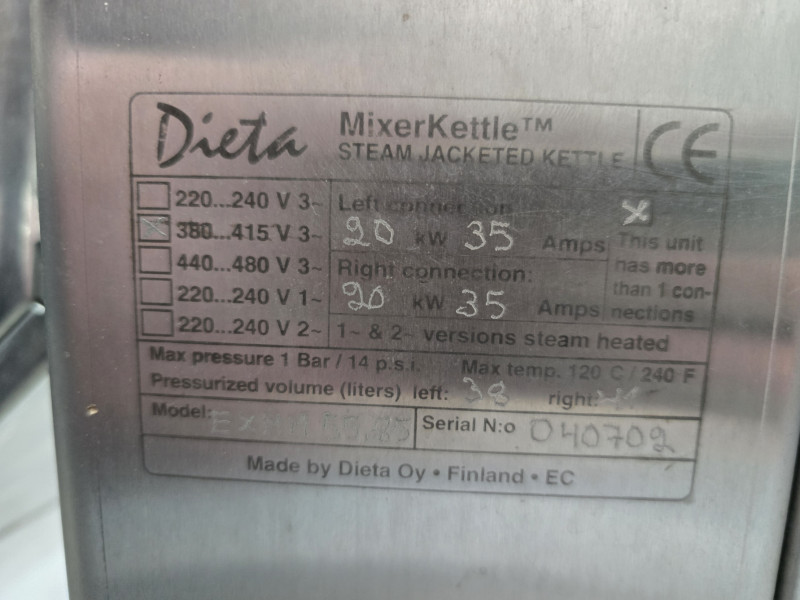 Dieta
MixerKettle™
STEAM JACKETED KETTLE
CE
220...240 V 3~
380...415 V 3~
440...480 V 3~
220...240 V 1~
220...240 V 2~
Left connection:
20 kW 35 Amps
Right connection:
20 kW 35 Amps
This unit
has more
than 1 con-
nections
1~ & 2~ versions steam heated
Max pressure 1 Bar / 14 p.s.i. Max temp. 120 C / 240 F
Pressurized volume (liters) left: 38 right:
Model:
Serial N:o 040702
Made by Dieta Oy • Finland • EC